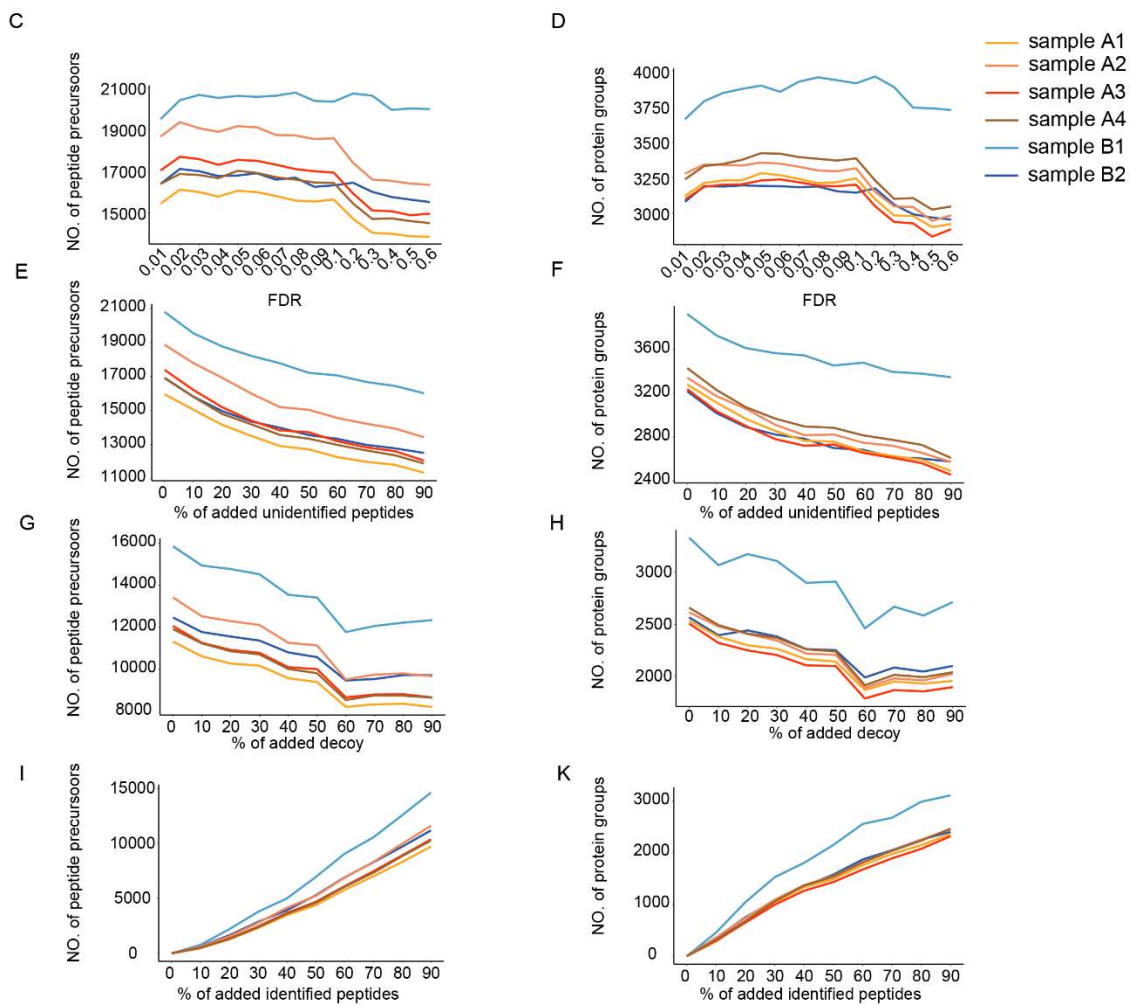 C
NO. of peptide precursoors
21000
19000
17000
15000
0.01 0.02 0.03 0.04 0.05 0.06 0.07 0.08 0.09 0.1 0.2 0.3 0.4 0.5 0.6
FDR
D
No. of protein groups
4000
3750
3500
3250
3000
0.01 0.02 0.03 0.04 0.05 0.06 0.07 0.08 0.09 0.1 0.2 0.3 0.4 0.5 0.6
FDR
sample A1
sample A2
sample A3
sample A4
sample B1
sample B2
E
NO. of peptide precursoors
21000
19000
17000
15000
13000
11000
0 10 20 30 40 50 60 70 80 90
% of added unidentified peptides
F
NO. of protein groups
3600
3200
2800
2400
0 10 20 30 40 50 60 70 80 90
% of added unidentified peptides
G
NO. of peptide precursoors
16000
14000
12000
10000
8000
0 10 20 30 40 50 60 70 80 90
% of added decoy
H
NO. of protein groups
3000
2500
2000
0 10 20 30 40 50 60 70 80 90
% of added decoy
I
NO. of peptide precursoors
15000
10000
5000
0
0 10 20 30 40 50 60 70 80 90
% of added identified peptides
K
NO. of protein groups
3000
2000
1000
0
0 10 20 30 40 50 60 70 80 90
% of added identified peptides